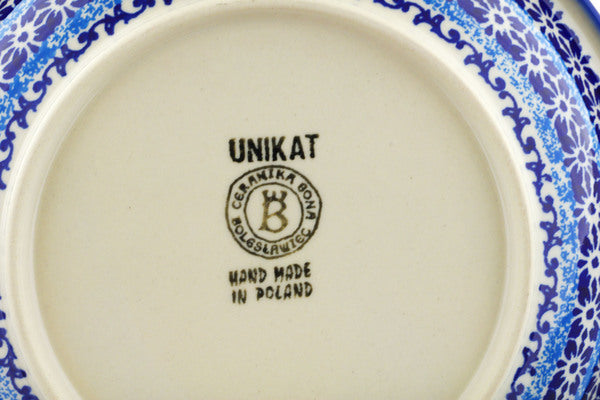 UNIKAT
CERAMIKA BONA
B
BOLESŁAWIEC
HAND MADE
IN POLAND